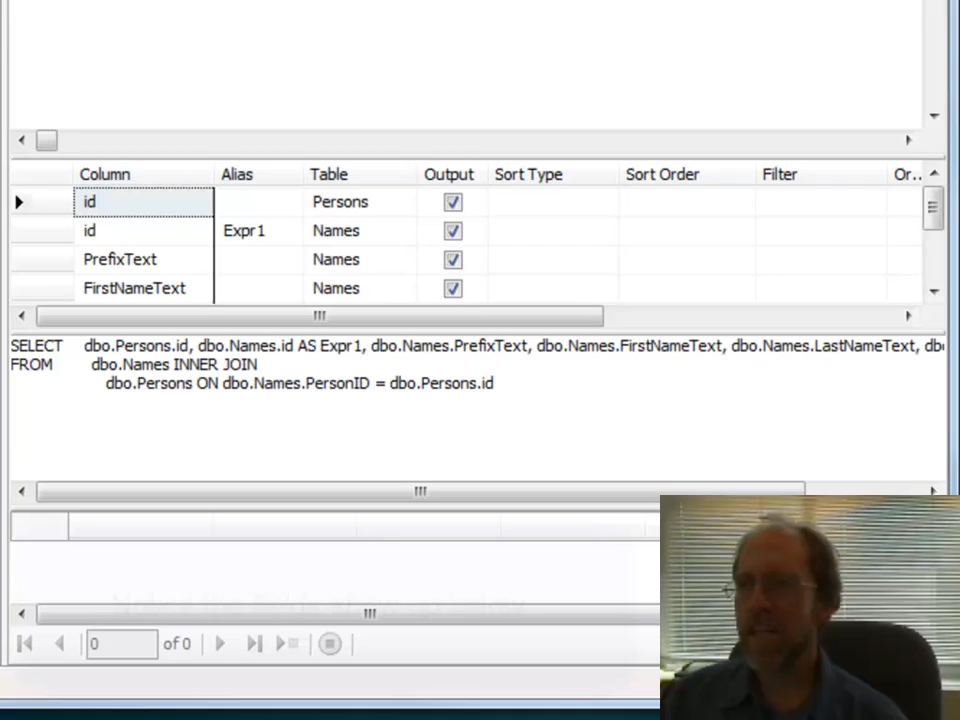 Column Alias Table Output Sort Type Sort Order Filter Or...
id Persons
id Expr1 Names
PrefixText Names
FirstNameText Names
SELECT dbo.Persons.id, dbo.Names.id AS Expr1, dbo.Names.PrefixText, dbo.Names.FirstNameText, dbo.Names.LastNameText, dbo
FROM dbo.Names INNER JOIN
dbo.Persons ON dbo.Names.PersonID = dbo.Persons.id
0 of 0